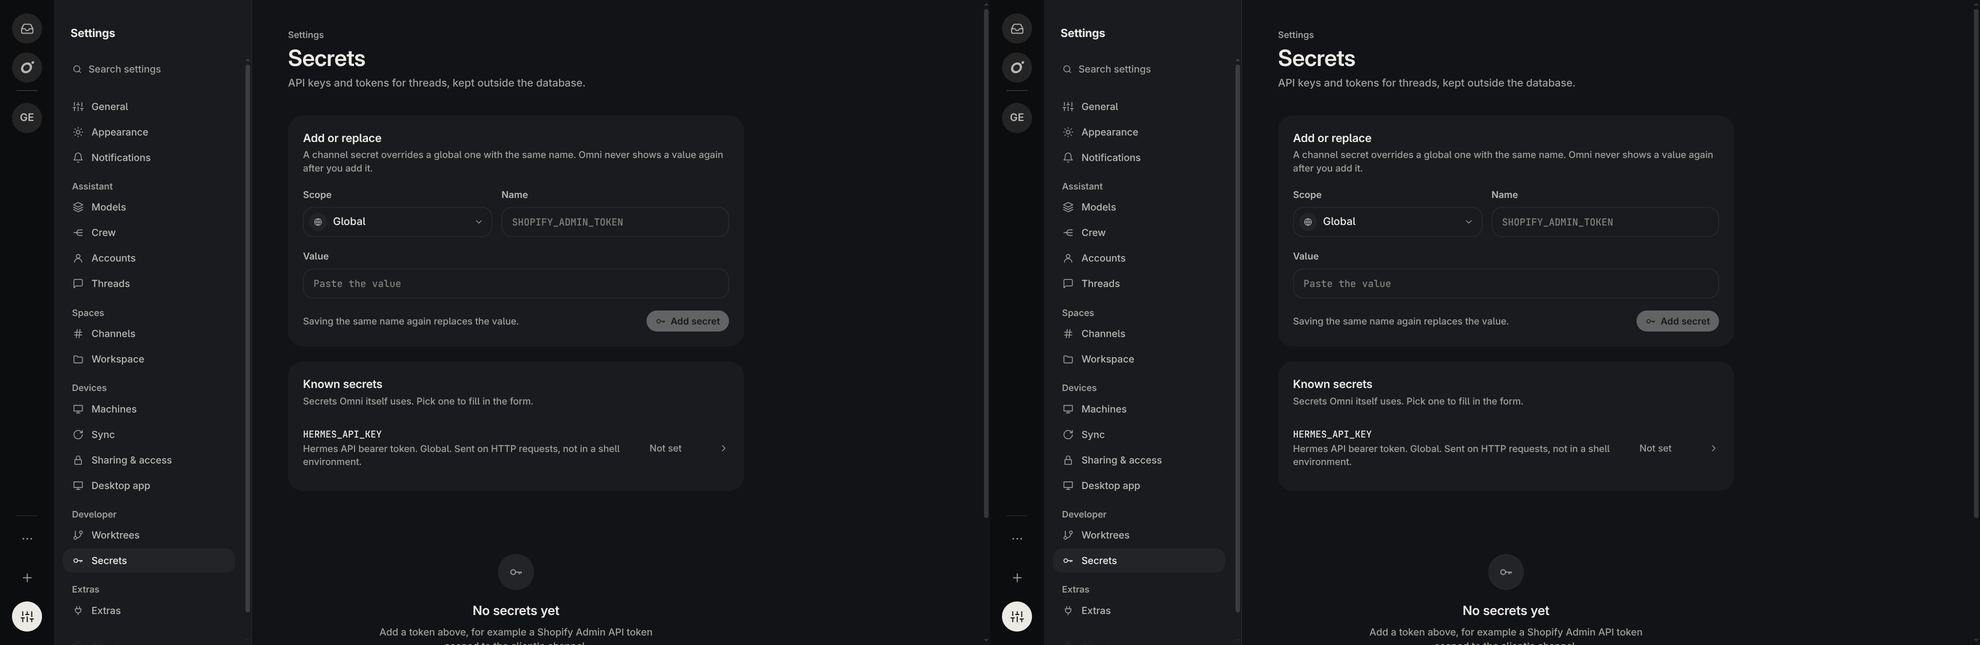 Settings
Search settings
GE
General
Appearance
Notifications
Assistant
Models
Crew
Accounts
Threads
Spaces
Channels
Workspace
Devices
Machines
Sync
Sharing & access
Desktop app
Developer
Worktrees
Secrets
Extras
Extras
Settings
Secrets
API keys and tokens for threads, kept outside the database.
Add or replace
A channel secret overrides a global one with the same name. Omni never shows a value again
after you add it.
Scope
Name
Global
SHOPIFY_ADMIN_TOKEN
Value
Paste the value
Saving the same name again replaces the value.
Add secret
Known secrets
Secrets Omni itself uses. Pick one to fill in the form.
HERMES_API_KEY
Hermes API bearer token. Global. Sent on HTTP requests, not in a shell
environment.
Not set
No secrets yet
Add a token above, for example a Shopify Admin API token
Settings
Search settings
GE
General
Appearance
Notifications
Assistant
Models
Crew
Accounts
Threads
Spaces
Channels
Workspace
Devices
Machines
Sync
Sharing & access
Desktop app
Developer
Worktrees
Secrets
Extras
Extras
Settings
Secrets
API keys and tokens for threads, kept outside the database.
Add or replace
A channel secret overrides a global one with the same name. Omni never shows a value again
after you add it.
Scope
Name
Global
SHOPIFY_ADMIN_TOKEN
Value
Paste the value
Saving the same name again replaces the value.
Add secret
Known secrets
Secrets Omni itself uses. Pick one to fill in the form.
HERMES_API_KEY
Hermes API bearer token. Global. Sent on HTTP requests, not in a shell
environment.
Not set
No secrets yet
Add a token above, for example a Shopify Admin API token